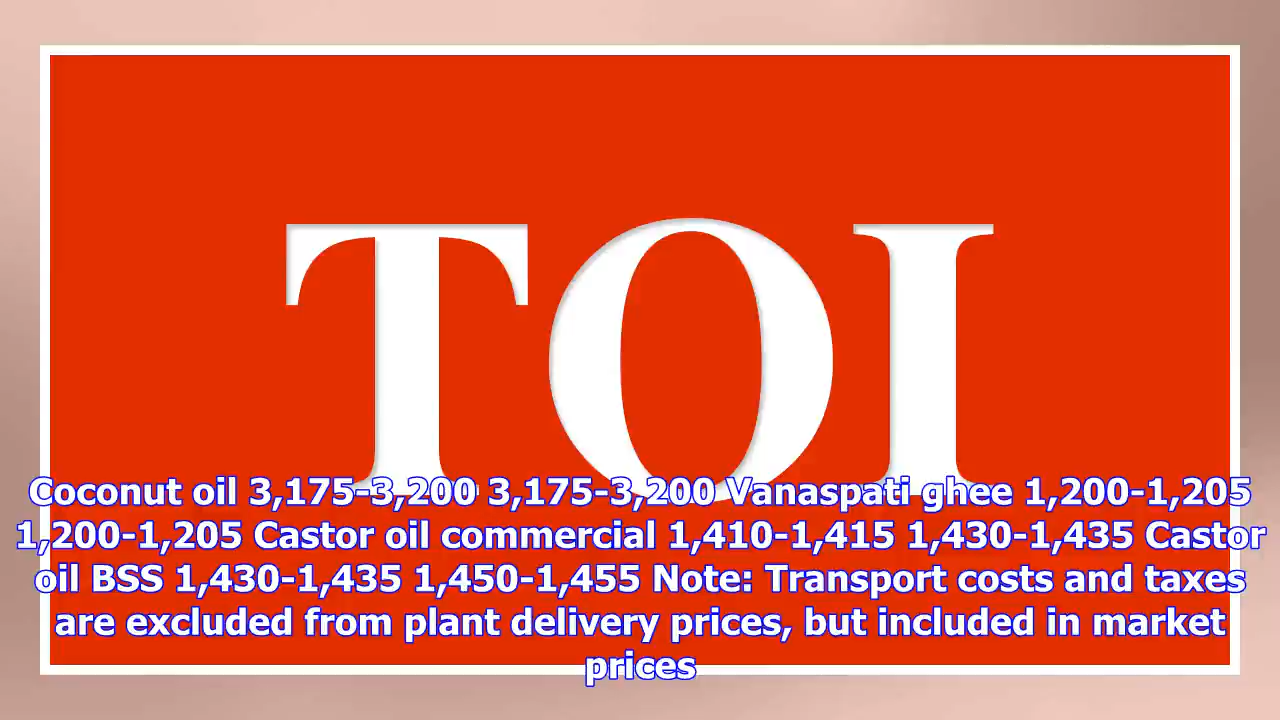 TOI
Coconut oil 3,175-3,200 3,175-3,200 Vanaspati ghee 1,200-1,205
1,200-1,205 Castor oil commercial 1,410-1,415 1,430-1,435 Castor
oil BSS 1,430-1,435 1,450-1,455 Note: Transport costs and taxes
are excluded from plant delivery prices, but included in market
prices